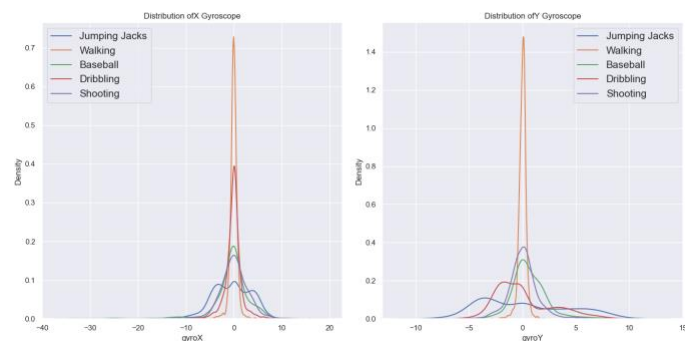 Distribution ofX Gyroscope
Jumping Jacks
Walking
Baseball
Dribbling
Shooting
Density
0.7
0.6
0.5
0.4
0.3
0.2
0.1
0.0
-40
-30
-20
-10
0
10
20
gyroX
Distribution ofY Gyroscope
Jumping Jacks
Walking
Baseball
Dribbling
Shooting
Density
1.4
1.2
1.0
0.8
0.6
0.4
0.2
0.0
-10
-5
0
5
10
15
gyroY